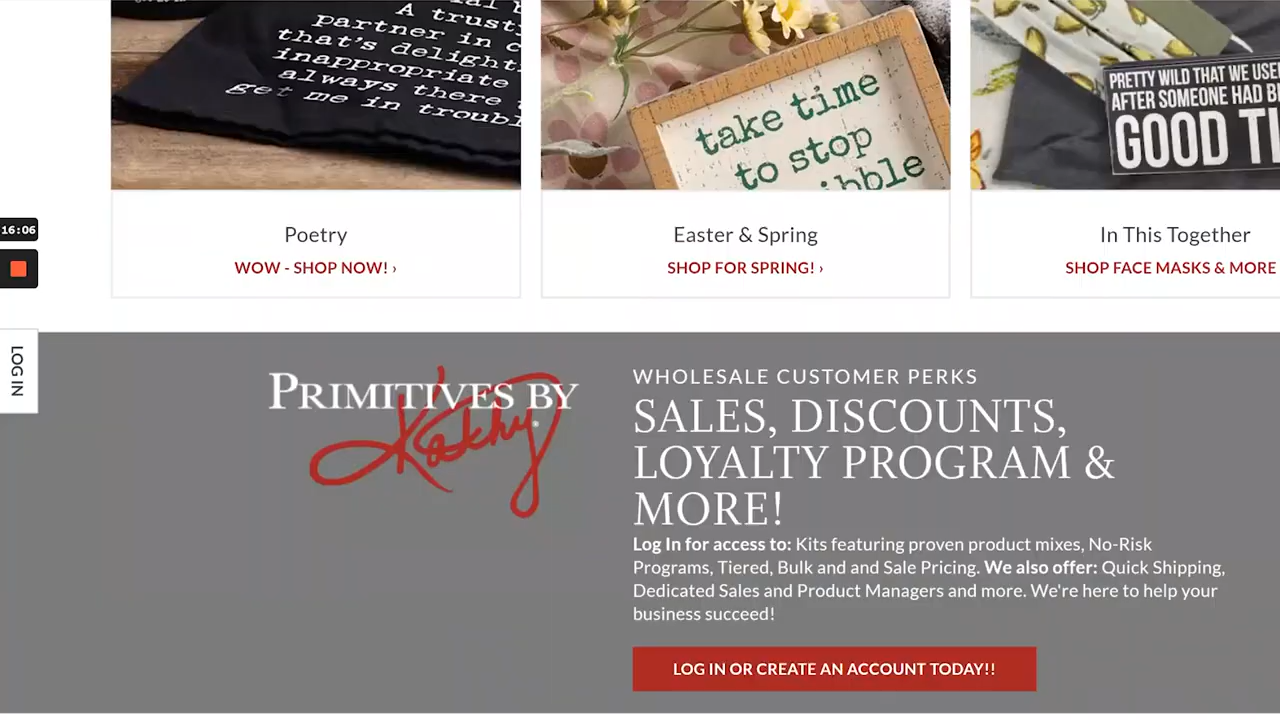 A trust
partner in c
that's delight
inappropriate
always there
get me in troubl
take time
to stop
ibble
PRETTY WILD THAT WE USE
AFTER SOMEONE HAD B
GOOD TI
Poetry
WOW - SHOP NOW! ›
Easter & Spring
SHOP FOR SPRING! ›
In This Together
SHOP FACE MASKS & MORE
16:06
LOG IN
PRIMITIVES BY
Kathy
WHOLESALE CUSTOMER PERKS
SALES, DISCOUNTS,
LOYALTY PROGRAM &
MORE!
Log In for access to: Kits featuring proven product mixes, No-Risk
Programs, Tiered, Bulk and and Sale Pricing. We also offer: Quick Shipping,
Dedicated Sales and Product Managers and more. We're here to help your
business succeed!
LOG IN OR CREATE AN ACCOUNT TODAY!!